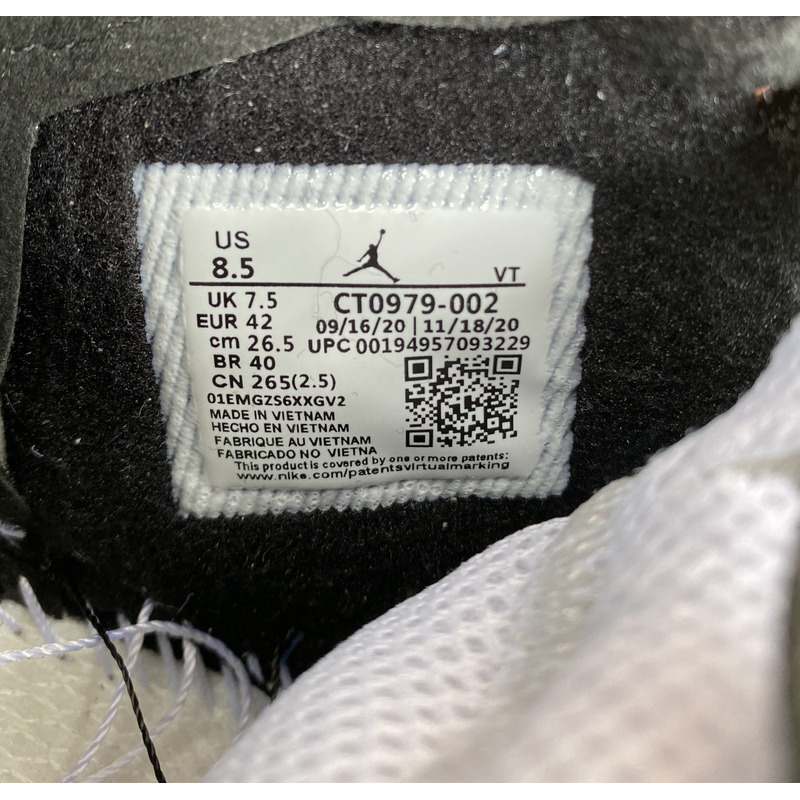 US
8.5
VT
UK 7.5
CT0979-002
EUR 42
09/16/20 | 11/18/20
cm 26.5
UPC 00194957093229
BR 40
CN 265(2.5)
01EMGZS6XXGV2
MADE IN VIETNAM
HECHO EN VIETNAM
FABRIQUE AU VIETNAM
FABRICADO NO VIETNA
This product is covered by one or more patents:
www.nike.com/patentsvirtualmarking